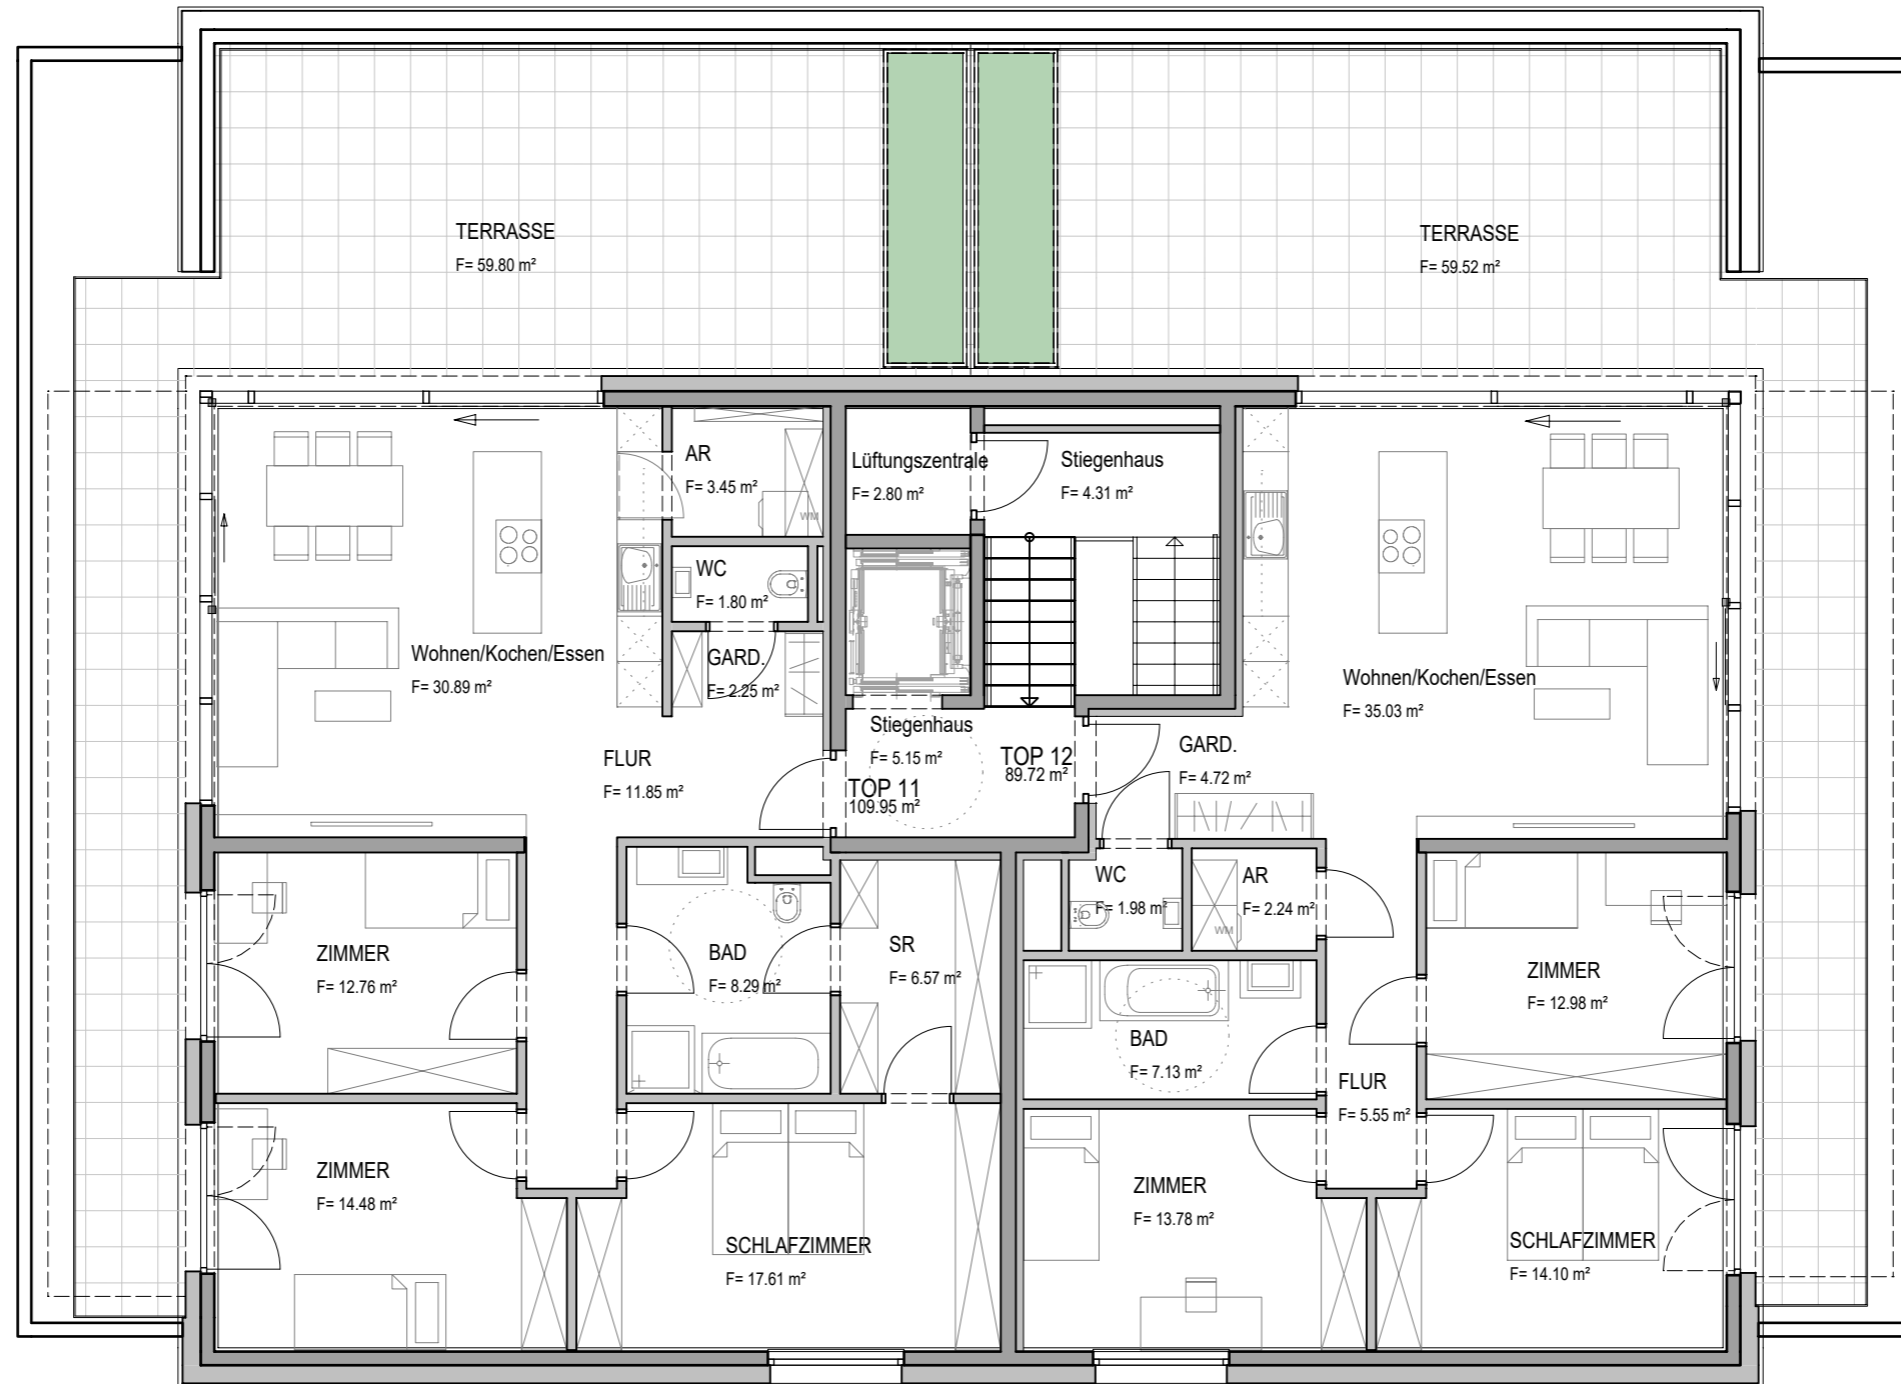 TERRASSE
F= 59.80 m²
TERRASSE
F= 59.52 m²
AR
F= 3.45 m²
WM
Lüftungszentrale
F= 2.80 m²
Stiegenhaus
F= 4.31 m²
WC
F= 1.80 m²
Wohnen/Kochen/Essen
F= 30.89 m²
GARD.
F= 2.25 m²
Wohnen/Kochen/Essen
F= 35.03 m²
FLUR
F= 11.85 m²
Stiegenhaus
F= 5.15 m²
TOP 11
109.95 m²
TOP 12
89.72 m²
GARD.
F= 4.72 m²
WC
F= 1.98 m²
AR
F= 2.24 m²
WM
ZIMMER
F= 12.76 m²
BAD
F= 8.29 m²
SR
F= 6.57 m²
ZIMMER
F= 12.98 m²
BAD
F= 7.13 m²
FLUR
F= 5.55 m²
ZIMMER
F= 14.48 m²
SCHLAFZIMMER
F= 17.61 m²
ZIMMER
F= 13.78 m²
SCHLAFZIMMER
F= 14.10 m²